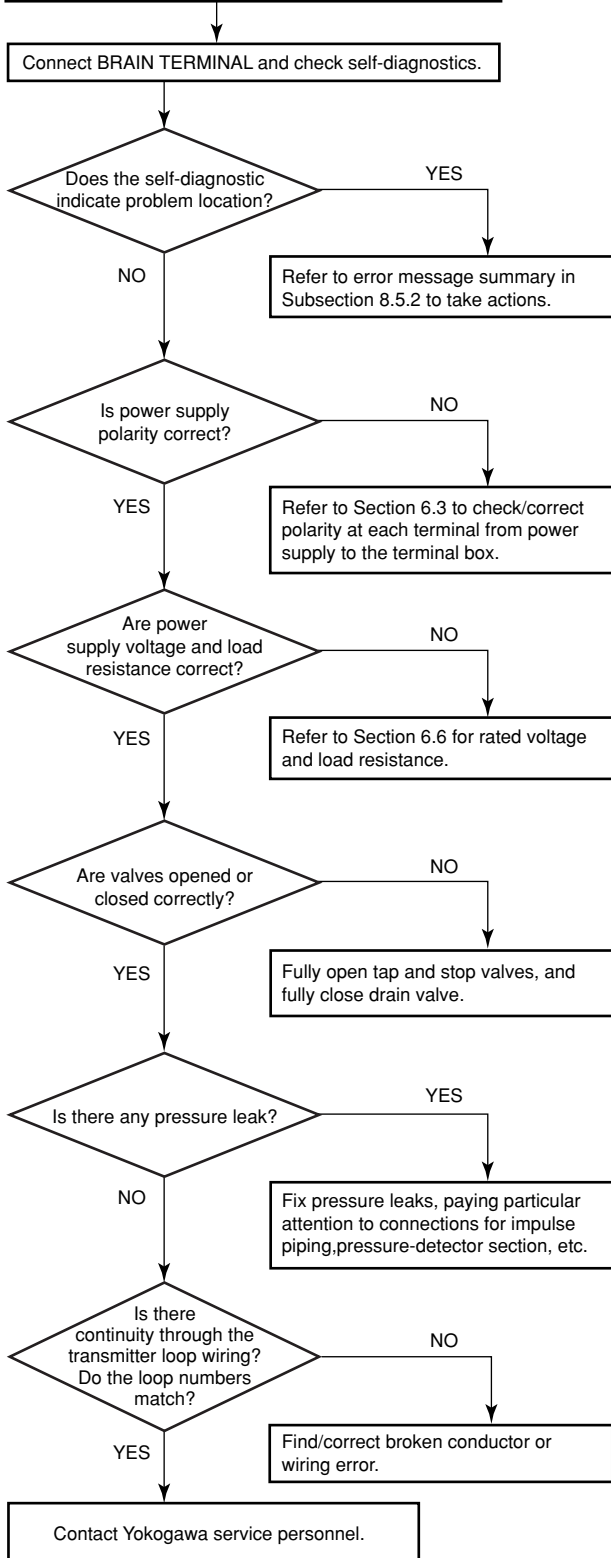 Connect BRAIN TERMINAL and check self-diagnostics.
Does the self-diagnostic
indicate problem location?
YES
NO
Refer to error message summary in
Subsection 8.5.2 to take actions.
Is power supply
polarity correct?
NO
YES
Refer to Section 6.3 to check/correct
polarity at each terminal from power
supply to the terminal box.
Are power
supply voltage and load
resistance correct?
NO
YES
Refer to Section 6.6 for rated voltage
and load resistance.
Are valves opened or
closed correctly?
NO
YES
Fully open tap and stop valves, and
fully close drain valve.
Is there any pressure leak?
YES
NO
Fix pressure leaks, paying particular
attention to connections for impulse
piping,pressure-detector section, etc.
Is there
continuity through the
transmitter loop wiring?
Do the loop numbers
match?
NO
YES
Find/correct broken conductor or
wiring error.
Contact Yokogawa service personnel.